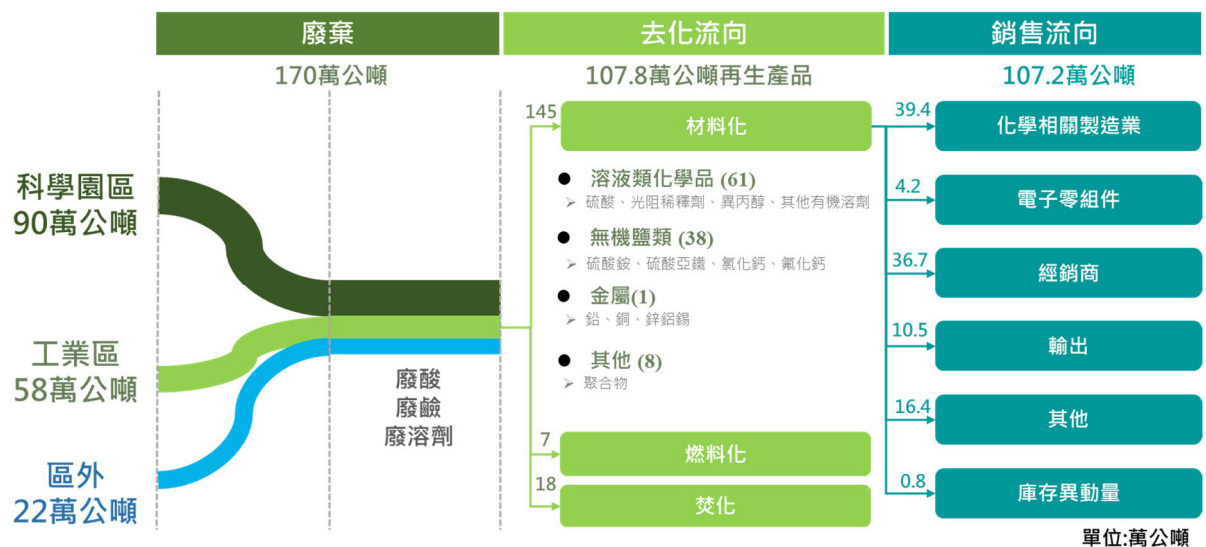 廢棄
170萬公噸
科學園區
90萬公噸
工業區
58萬公噸
區外
22萬公噸
廢酸
廢鹼
廢溶劑
去化流向
107.8萬公噸再生產品
145
材料化
● 溶液類化學品 (61)
➢ 硫酸、光阻稀釋劑、異丙醇、其他有機溶劑
● 無機鹽類 (38)
➢ 硫酸銨、硫酸亞鐵、氯化鈣、氟化鈣
● 金屬(1)
➢ 鉛、銅、鋅鋁錫
● 其他 (8)
➢ 聚合物
7
燃料化
18
焚化
銷售流向
107.2萬公噸
39.4
化學相關製造業
4.2
電子零組件
36.7
經銷商
10.5
輸出
16.4
其他
0.8
庫存異動量
單位:萬公噸